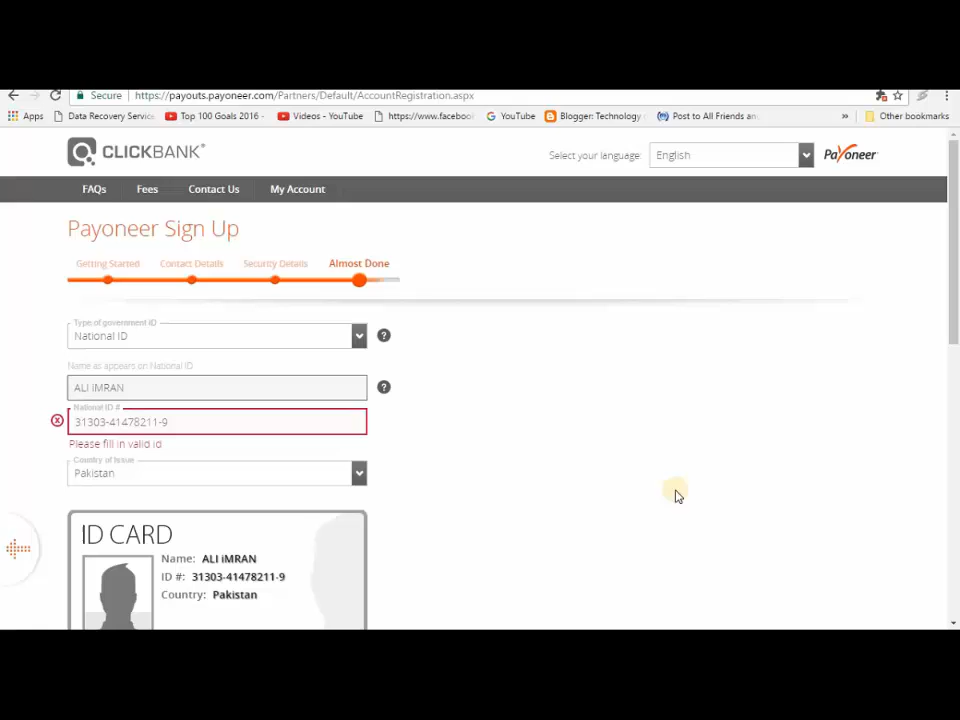 Secure https://payouts.payoneer.com/Partners/Default/AccountRegistration.aspx
Apps Data Recovery Servic Top 100 Goals 2016 - Videos - YouTube https://www.faceboo YouTube Blogger: Technology Post to All Friends an » Other bookmarks
CLICKBANK® Select your language: English Payoneer
FAQs Fees Contact Us My Account
Payoneer Sign Up
Getting Started Contact Details Security Details Almost Done
Type of government ID
National ID ?
Name as appears on National ID
ALI IMRAN ?
National ID #
31303-41478211-9
Please fill in valid id
Country of Issue
Pakistan
ID CARD
Name: ALI iMRAN
ID #: 31303-41478211-9
Country: Pakistan